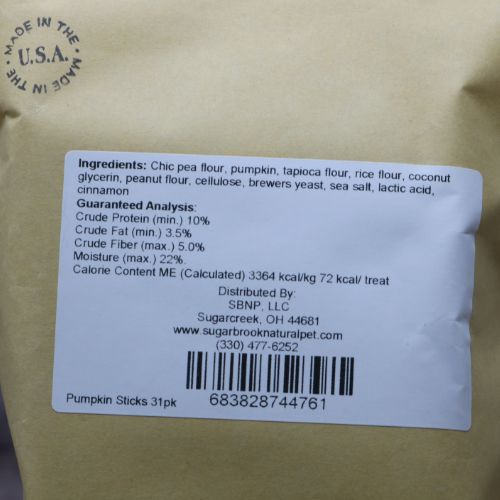 MADE IN THE • MADE IN THE •
U.S.A.
Ingredients: Chic pea flour, pumpkin, tapioca flour, rice flour, coconut
glycerin, peanut flour, cellulose, brewers yeast, sea salt, lactic acid,
cinnamon
Guaranteed Analysis:
Crude Protein (min.) 10%
Crude Fat (min.) 3.5%
Crude Fiber (max.) 5.0%
Moisture (max.) 22%.
Calorie Content ME (Calculated) 3364 kcal/kg 72 kcal/ treat
Distributed By:
SBNP, LLC
Sugarcreek, OH 44681
www.sugarbrooknaturalpet.com
(330) 477-6252
Pumpkin Sticks 31pk
683828744761